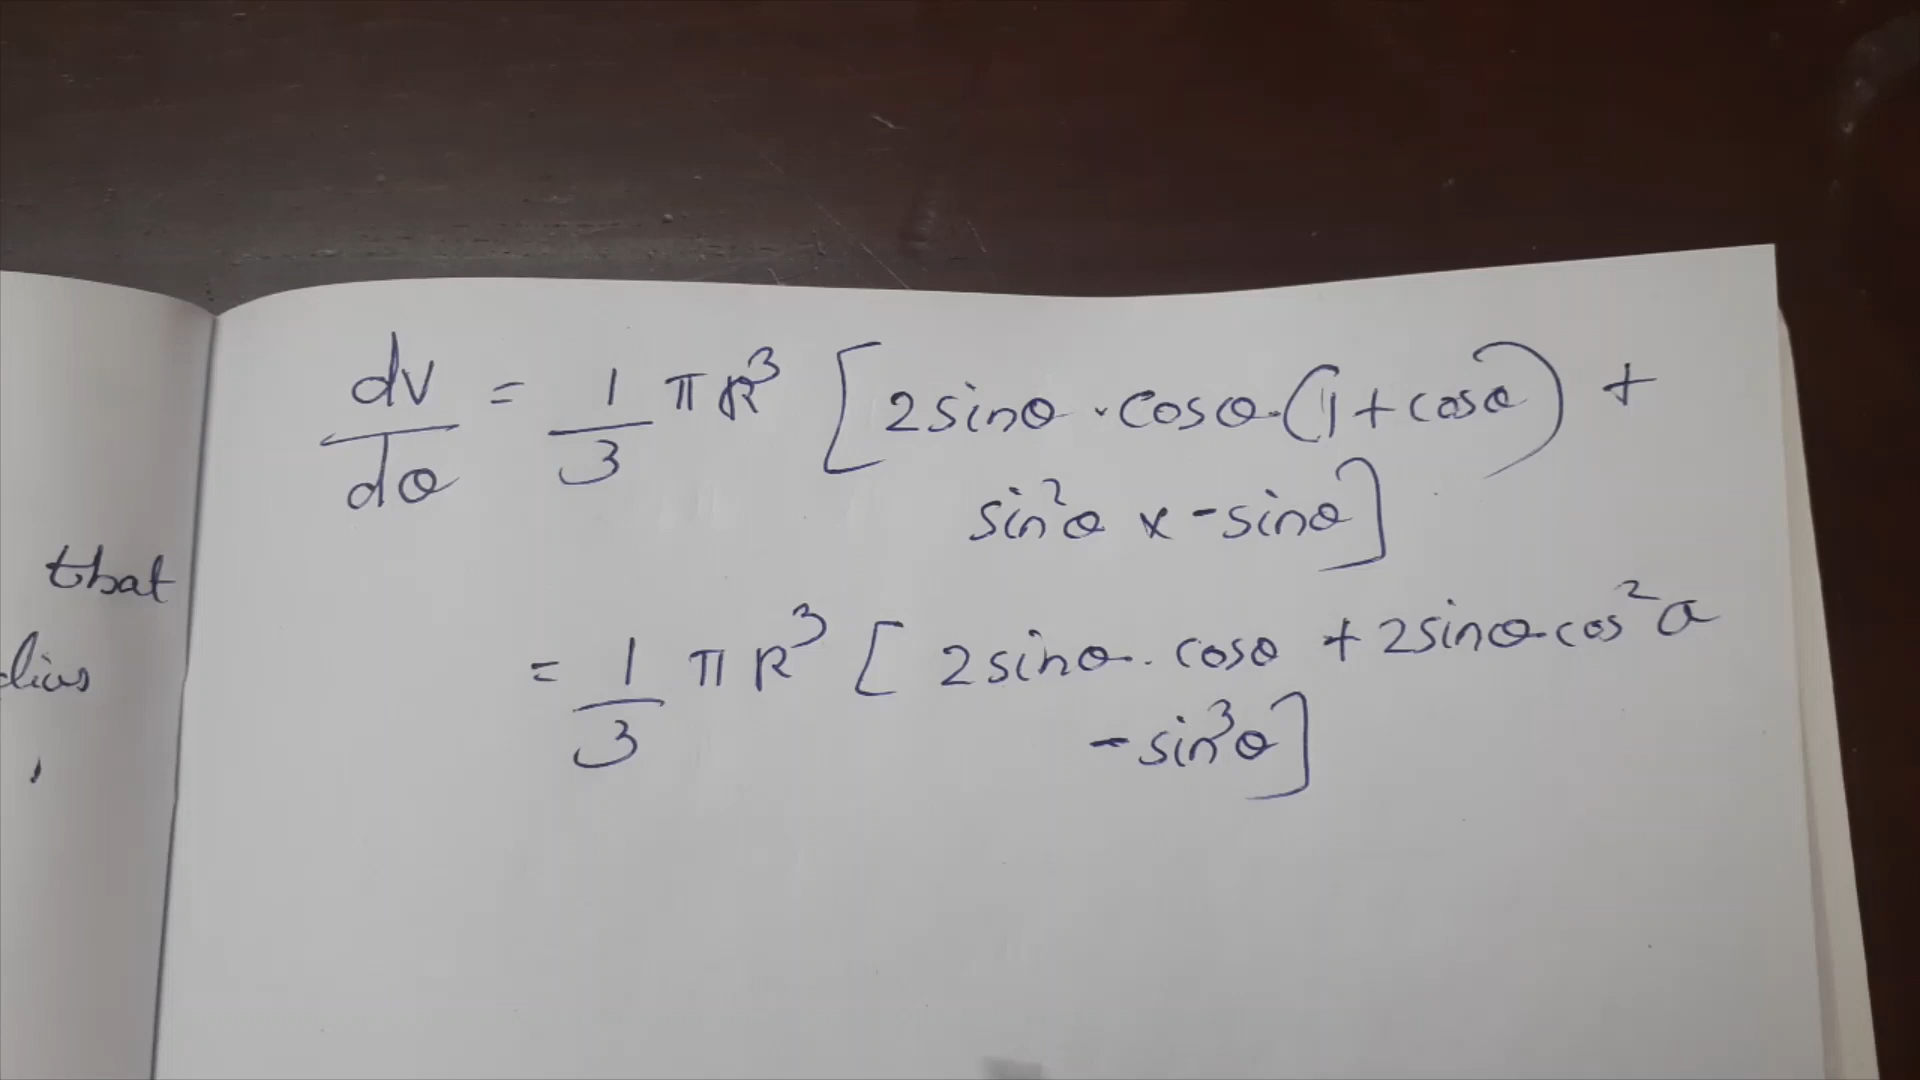 that
dius
,
dv/dθ = 1/3 πR³ [2sinθ · cosθ·(1+cosθ) +
sin²θ × -sinθ]
= 1/3 πR³ [2sinθ. cosθ + 2sinθ.cos²θ
- sin³θ]